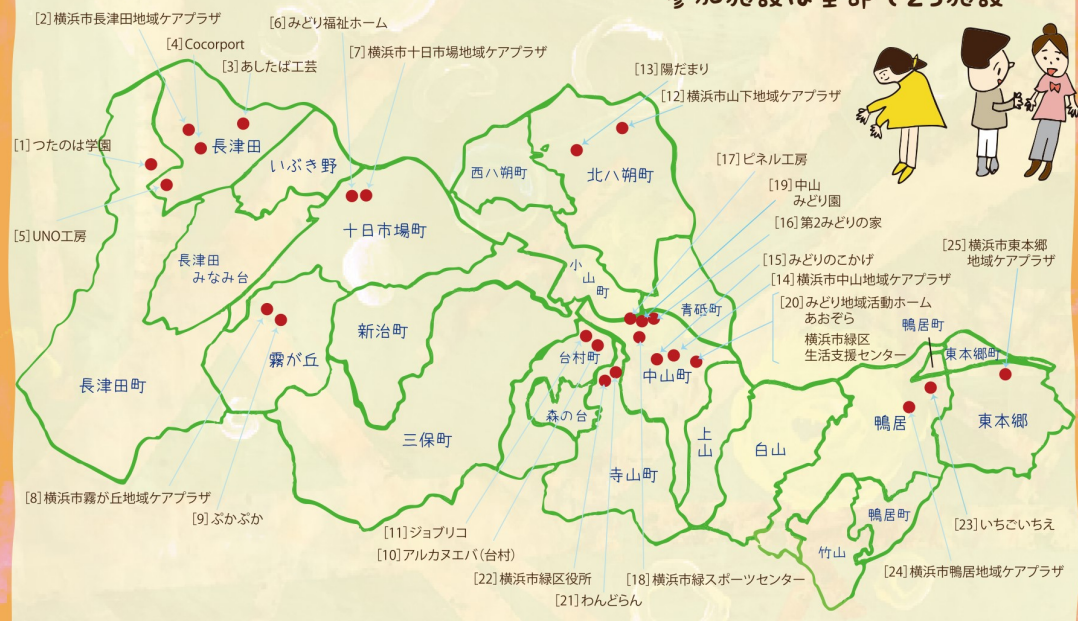 参加施設は全部で25施設
[2]横浜市長津田地域ケアプラザ
[6]みどり福祉ホーム
[4]Cocorport
[7]横浜市十日市場地域ケアプラザ
[3]あしたば工芸
[13]陽だまり
[12]横浜市山下地域ケアプラザ
[1]つたのは学園
長津田
いぶき野
西八朔町
北八朔町
[17]ピネル工房
[19]中山
みどり園
[16]第2みどりの家
[5]UNO工房
十日市場町
[25]横浜市東本郷
地域ケアプラザ
長津田
みなみ台
小山町
[15]みどりのこかげ
[14]横浜市中山地域ケアプラザ
[20]みどり地域活動ホーム
あおぞら
横浜市緑区
生活支援センター
青砥町
鴨居町
新治町
霧が丘
台村町
中山町
東本郷町
長津田町
森の台
三保町
上山
白山
鴨居
東本郷
寺山町
[8]横浜市霧が丘地域ケアプラザ
[9]ぷかぷか
鴨居町
竹山
[11]ジョブリコ
[10]アルカヌエバ(台村)
[23]いちごいちえ
[22]横浜市緑区役所
[18]横浜市緑スポーツセンター
[24]横浜市鴨居地域ケアプラザ
[21]わんどらん